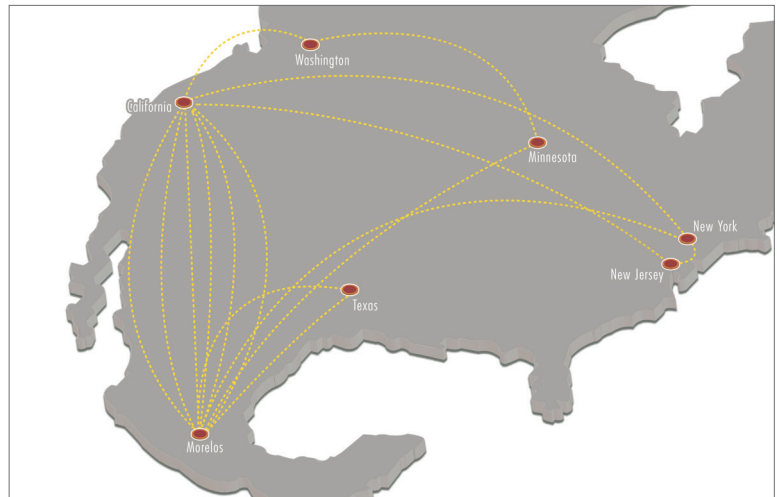 Washington
California
Minnesota
New York
New Jersey
Texas
Morelos